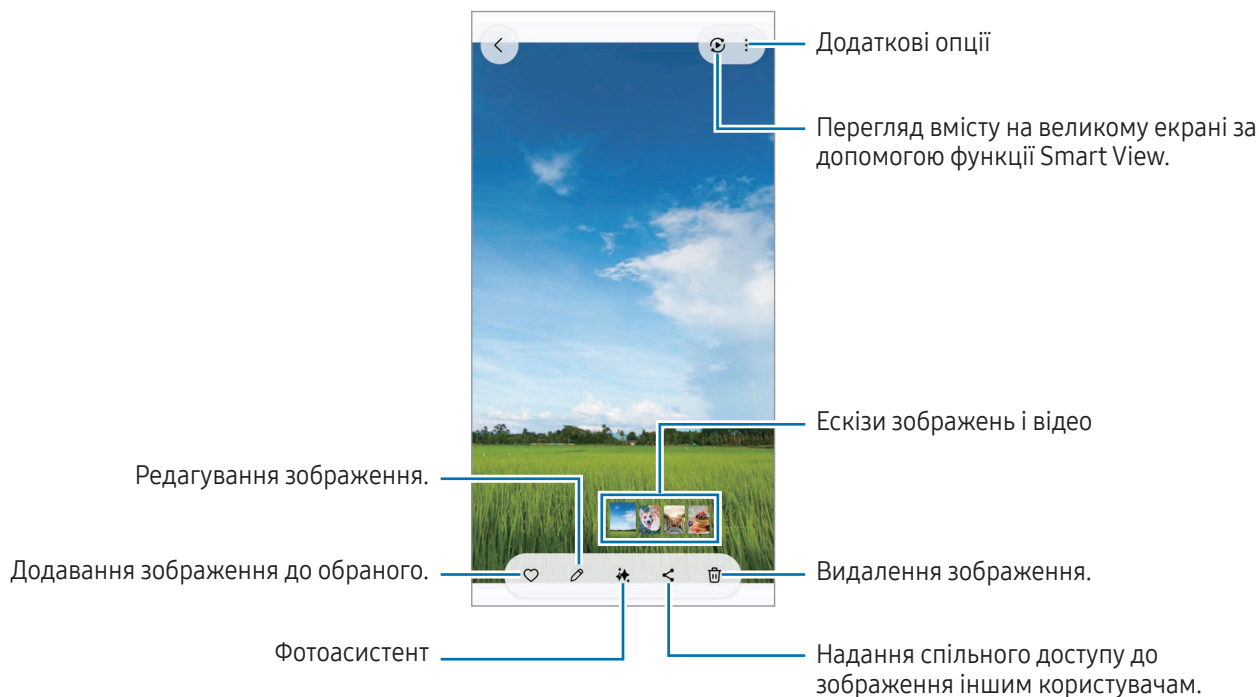 Додаткові опції
Перегляд вмісту на великому екрані за
допомогою функції Smart View.
Ескізи зображень і відео
Редагування зображення.
Додавання зображення до обраного.
Видалення зображення.
Фотоасистент
Надання спільного доступу до
зображення іншим користувачам.